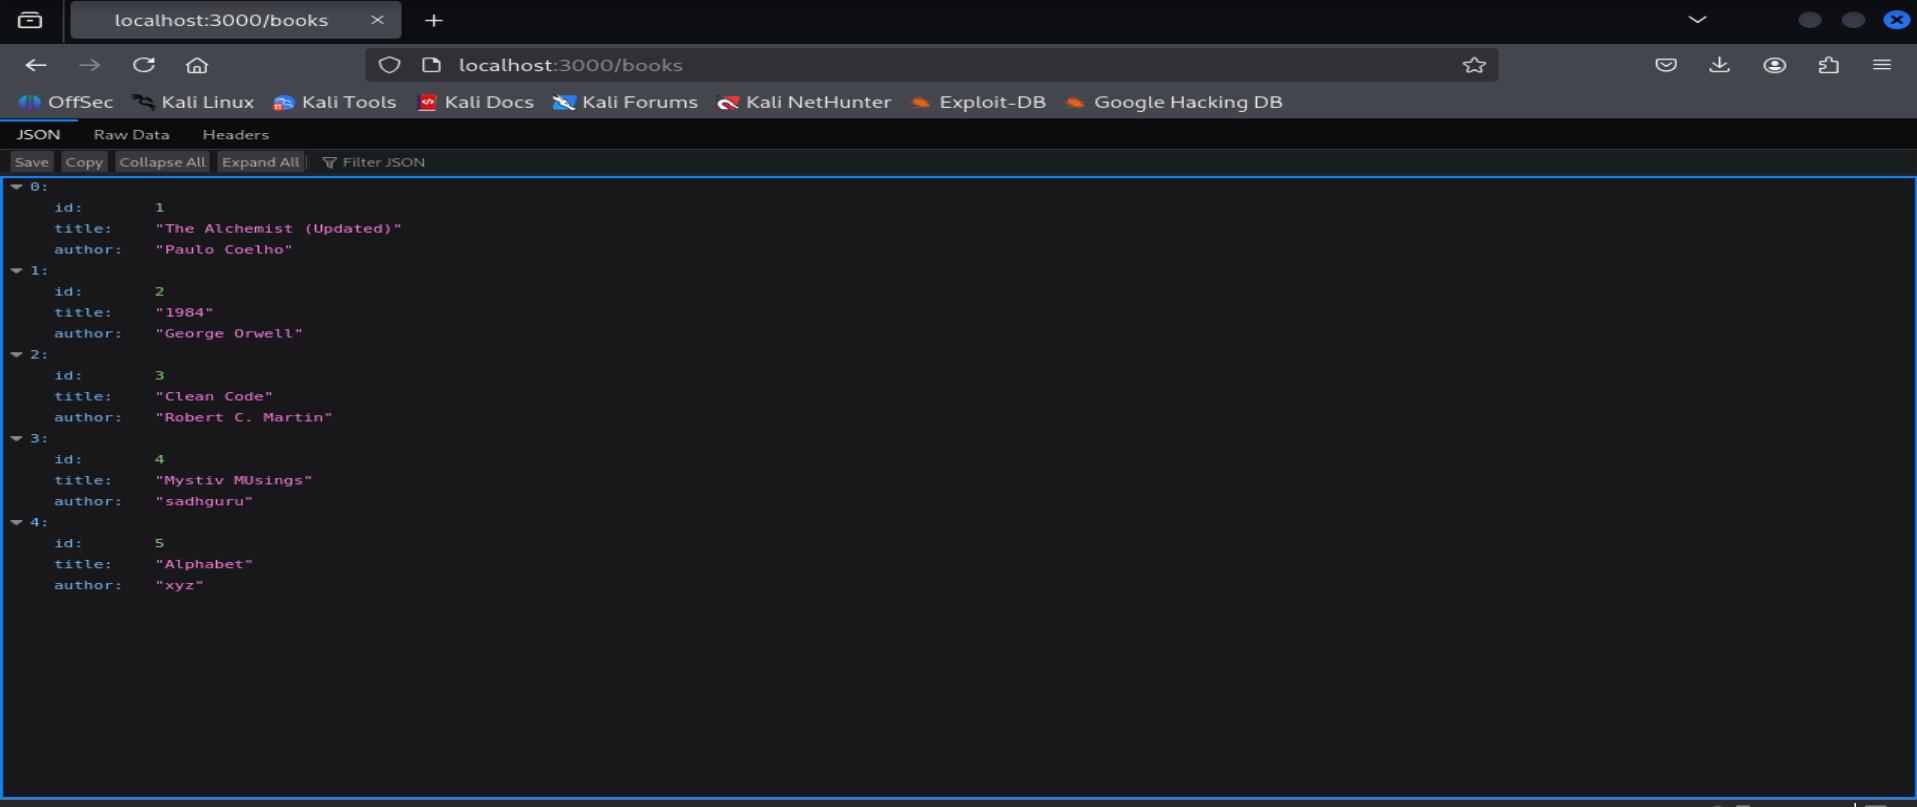 localhost:3000/books
localhost:3000/books
OffSec Kali Linux Kali Tools Kali Docs Kali Forums Kali NetHunter Exploit-DB Google Hacking DB
JSON Raw Data Headers
Save Copy Collapse All Expand All Filter JSON
0:
id: 1
title: "The Alchemist (Updated)"
author: "Paulo Coelho"
1:
id: 2
title: "1984"
author: "George Orwell"
2:
id: 3
title: "Clean Code"
author: "Robert C. Martin"
3:
id: 4
title: "Mystiv MUsings"
author: "sadhguru"
4:
id: 5
title: "Alphabet"
author: "xyz"